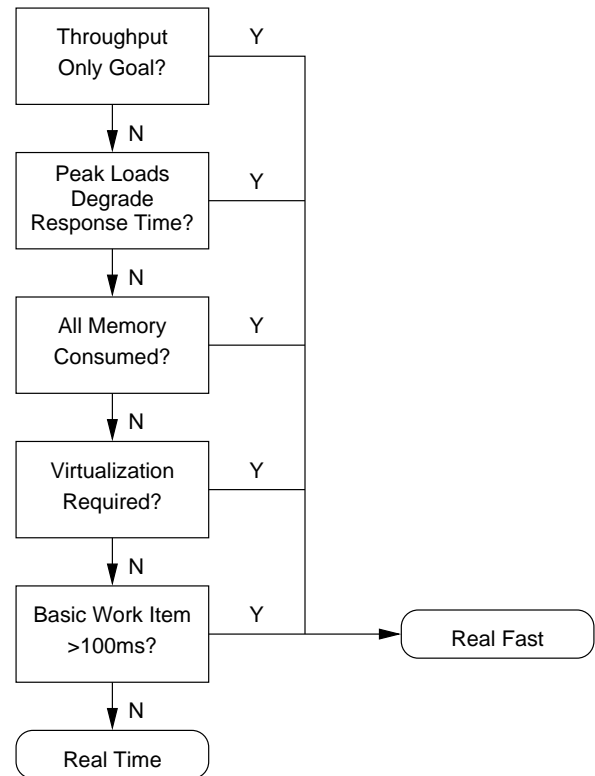 Throughput
Only Goal?
Y
N
Peak Loads
Degrade
Response Time?
Y
N
All Memory
Consumed?
Y
N
Virtualization
Required?
Y
N
Basic Work Item
>100ms?
Y
Real Fast
N
Real Time